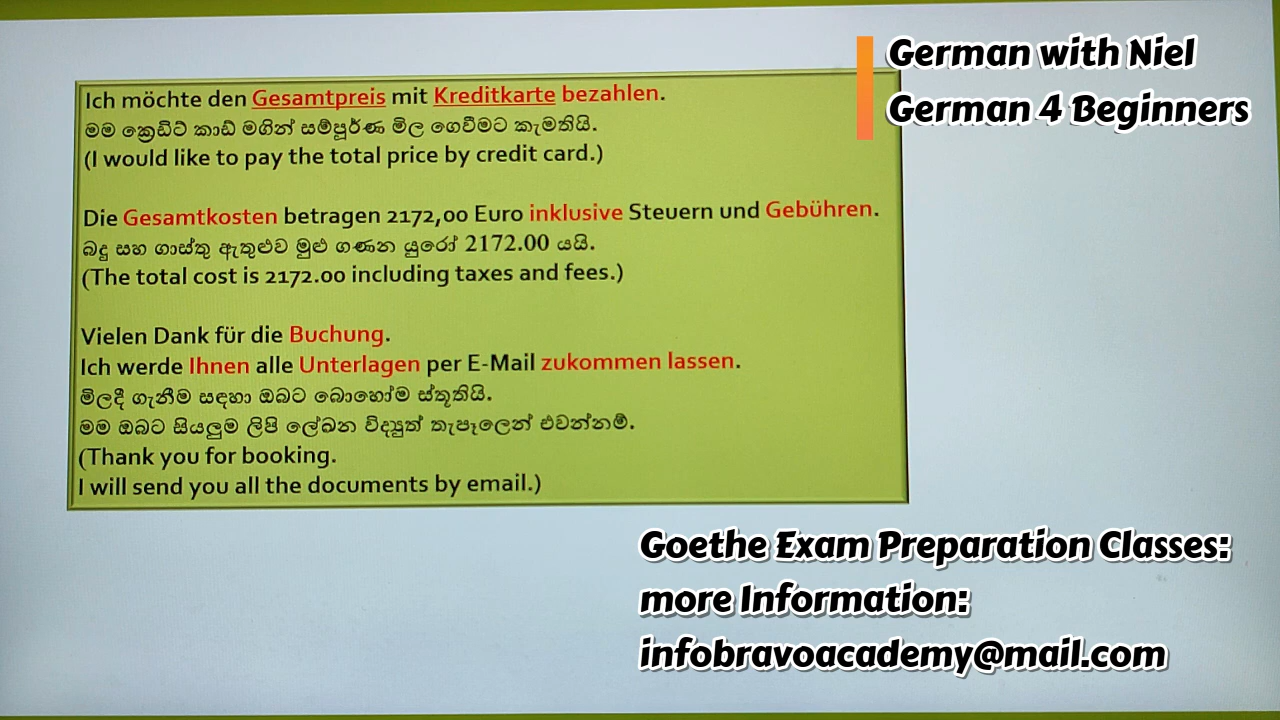 German with Niel
German 4 Beginners
Ich möchte den Gesamtpreis mit Kreditkarte bezahlen.
මම ක්‍රෙඩිට් කාඩ් මගින් සම්පූර්ණ මිල ගෙවීමට කැමතියි.
(I would like to pay the total price by credit card.)
Die Gesamtkosten betragen 2172,00 Euro inklusive Steuern und Gebühren.
බදු සහ ගාස්තු ඇතුළුව මුළු ගණන යුරෝ 2172.00 යයි.
(The total cost is 2172.00 including taxes and fees.)
Vielen Dank für die Buchung.
Ich werde Ihnen alle Unterlagen per E-Mail zukommen lassen.
මිලදී ගැනීම සඳහා ඔබට බොහෝම ස්තූතියි.
මම ඔබට සියලුම ලිපි ලේඛන විද්‍යුත් තැපෑලෙන් එවන්නම්.
(Thank you for booking.
I will send you all the documents by email.)
Goethe Exam Preparation Classes:
more Information:
infobravoacademy@mail.com